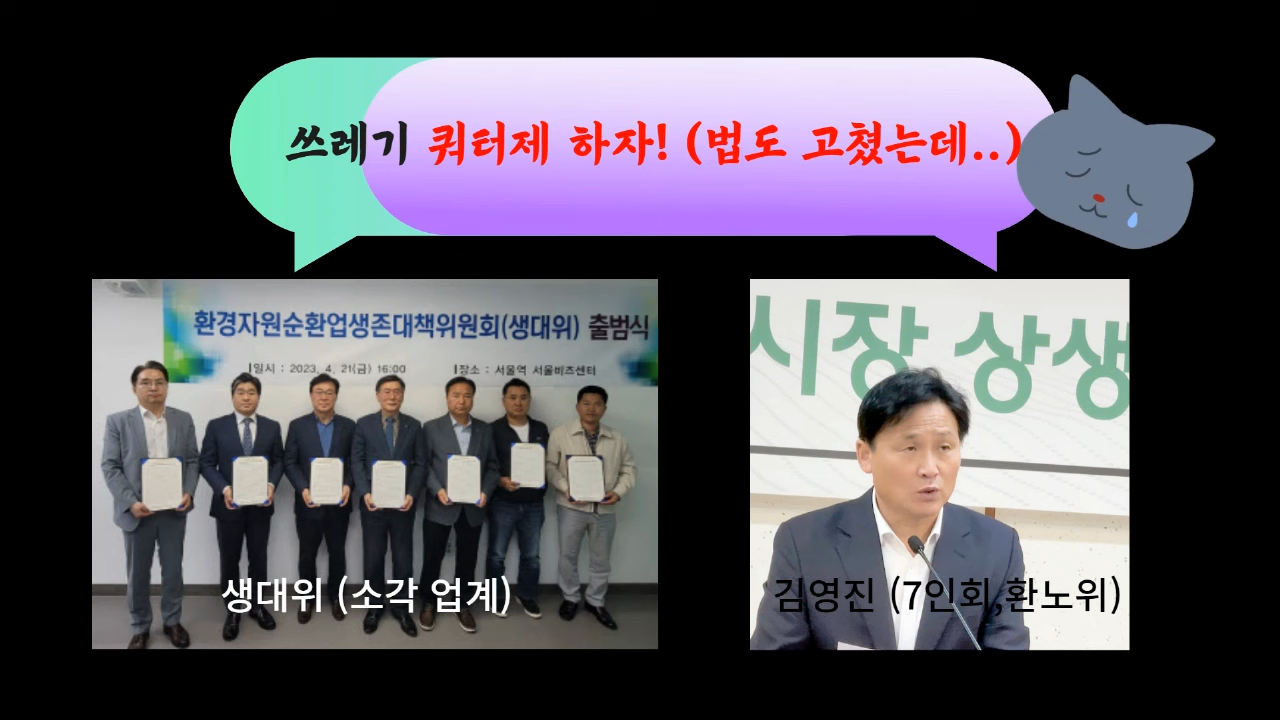 쓰레기 쿼터제 하자! (법도 고쳤는데..)
환경자원순환업생존대책위원회(생대위) 출범식
일시 : 2023. 4. 21(금) 16:00
장소 : 서울역 서울비즈센터
생대위 (소각 업계)
시장 상생
김영진 (7인회,환노위)